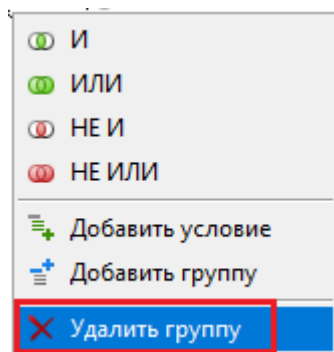 И
ИЛИ
НЕ И
НЕ ИЛИ
Добавить условие
Добавить группу
Удалить группу